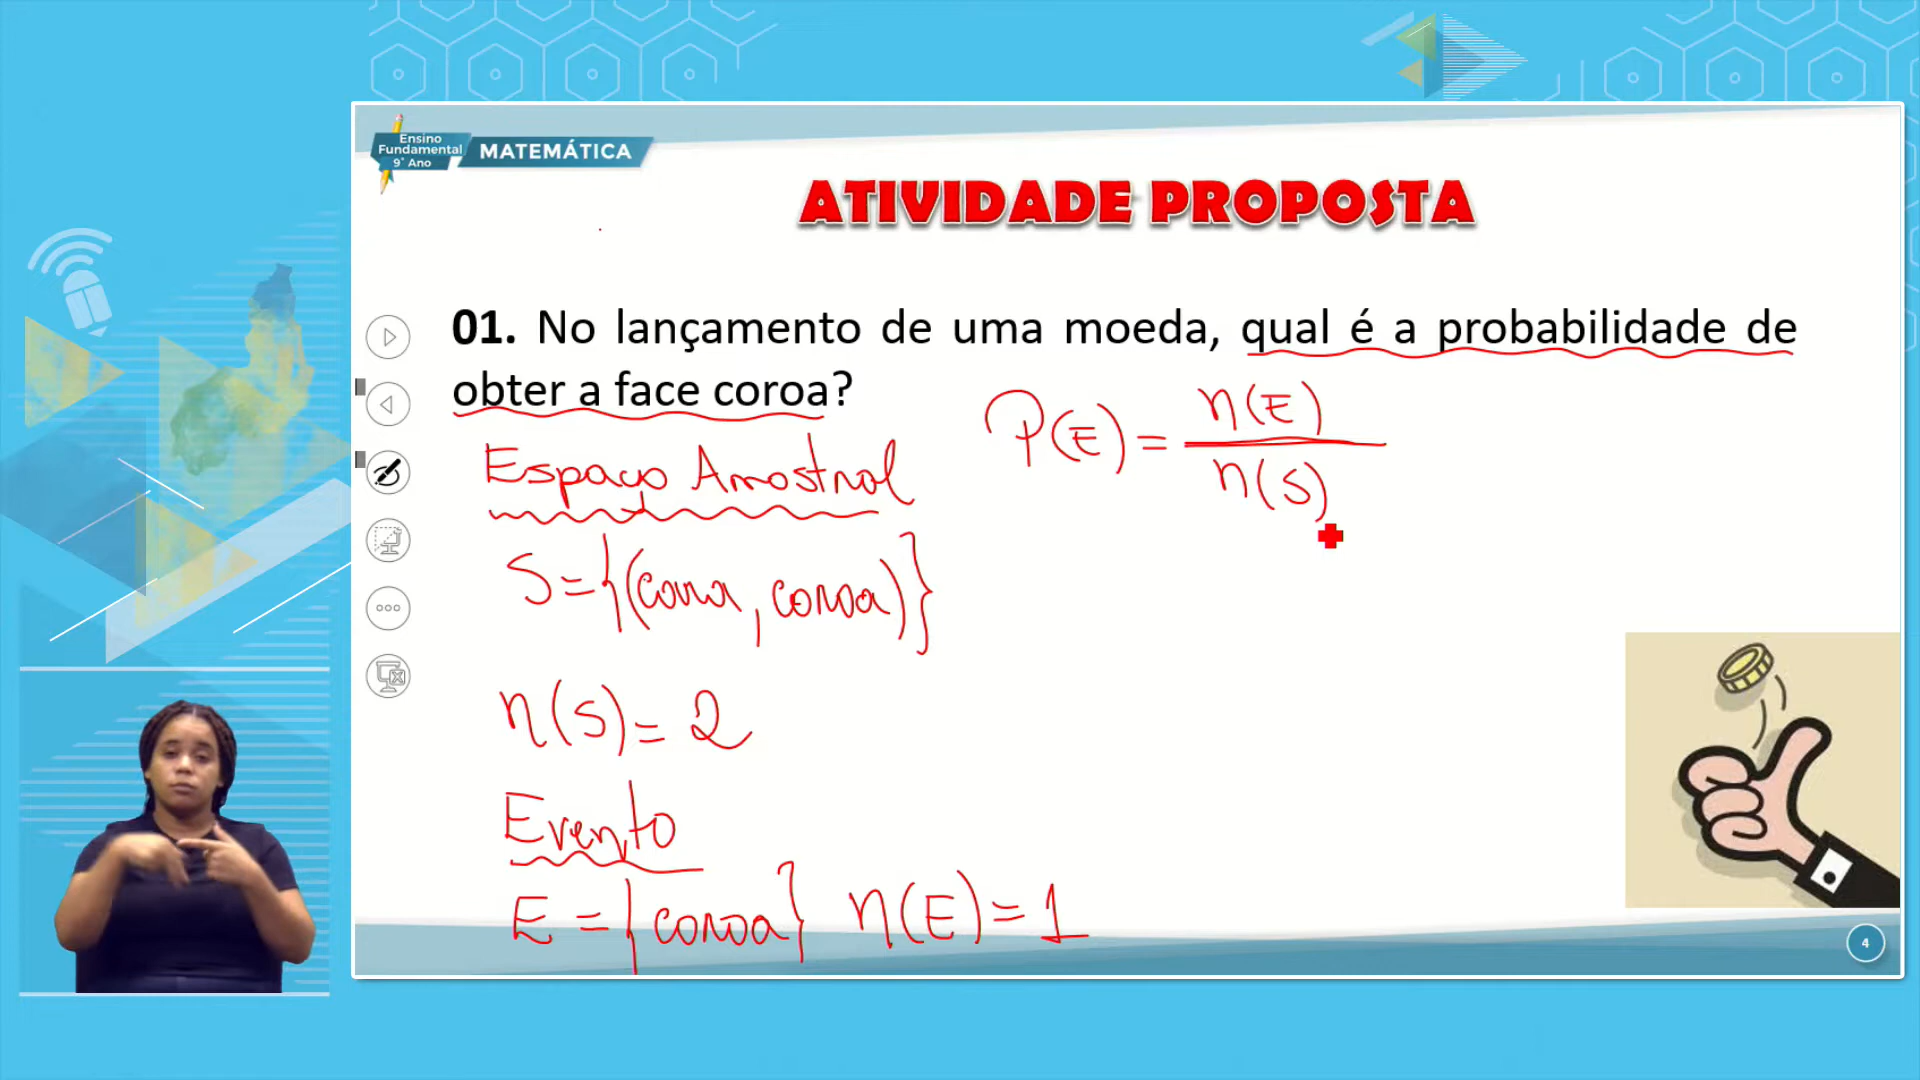 Ensino
Fundamental
9° Ano
MATEMÁTICA
ATIVIDADE PROPOSTA
01. No lançamento de uma moeda, qual é a probabilidade de
obter a face coroa?
P(E) = n(E) / n(S)
Espaço Amostral
S = {(cara, coroa)}
n(S) = 2
Evento
E = {coroa} n(E) = 1
4